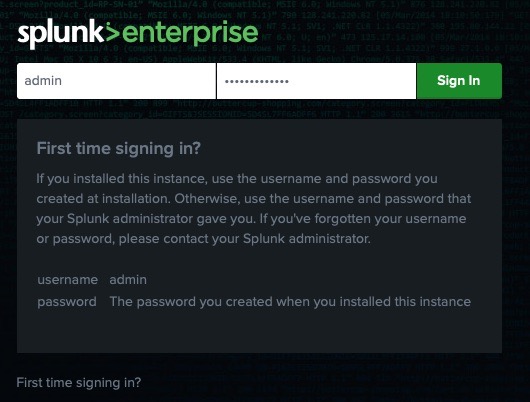 splunk>enterprise
admin
•••••••••••••
Sign In
First time signing in?
If you installed this instance, use the username and password you
created at installation. Otherwise, use the username and password that
your Splunk administrator gave you. If you've forgotten your username
or password, please contact your Splunk administrator.
username admin
password The password you created when you installed this instance
First time signing in?